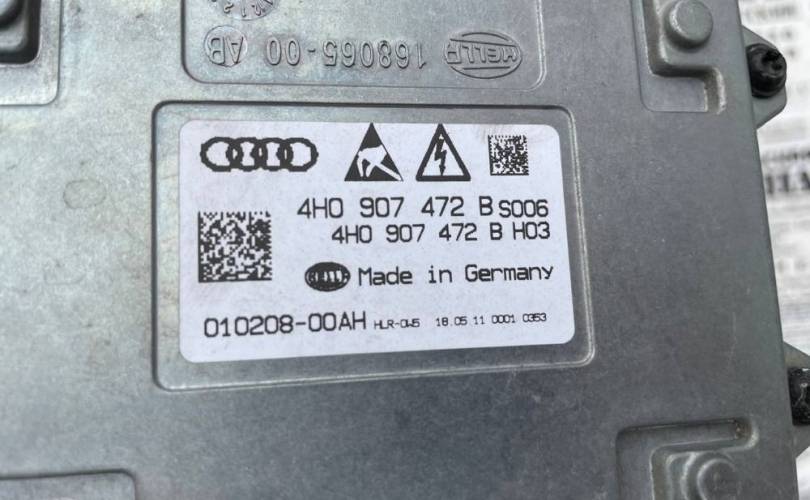 HELLA 168065-00 AB
4H0 907 472 B S006
4H0 907 472 B H03
HELLA Made in Germany
010208-00AH HLR-OW5 18.05.11 0001 0353